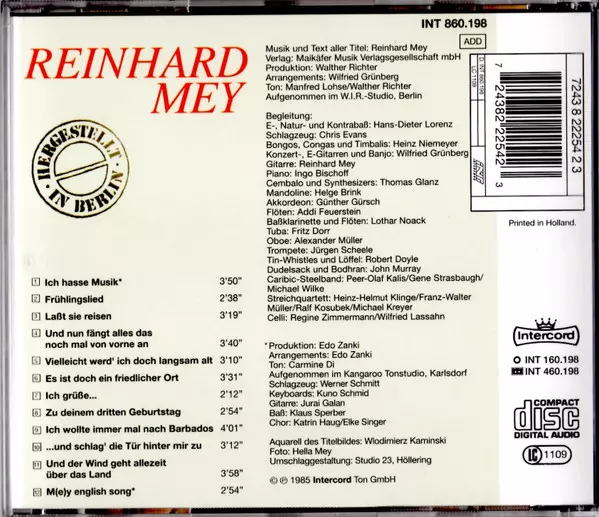 INT 860.198
ADD
REINHARD
MEY
HERGESTELLT
IN BERLIN
1 Ich hasse Musik* 3'50"
2 Frühlingslied 2'38"
3 Laßt sie reisen 3'19"
4 Und nun fängt alles das
noch mal von vorne an 3'40"
5 Vielleicht werd' ich doch langsam alt 3'10"
6 Es ist doch ein friedlicher Ort 3'31"
7 Ich grüße... 2'12"
8 Zu deinem dritten Geburtstag 2'54"
9 Ich wollte immer mal nach Barbados 4'01"
10 ...und schlag' die Tür hinter mir zu 3'12"
11 Und der Wind geht allezeit
über das Land 3'58"
12 M(e)y english song* 2'54"
Musik und Text aller Titel: Reinhard Mey
Verlag: Maikäfer Musik Verlagsgesellschaft mbH
Produktion: Walther Richter
Arrangements: Wilfried Grünberg
Ton: Manfred Lohse/Walther Richter
Aufgenommen im W.I.R.-Studio, Berlin
Begleitung:
E-, Natur- und Kontrabaß: Hans-Dieter Lorenz
Schlagzeug: Chris Evans
Bongos, Congas und Timbalis: Heinz Niemeyer
Konzert-, E-Gitarren und Banjo: Wilfried Grünberg
Gitarre: Reinhard Mey
Piano: Ingo Bischoff
Cembalo und Synthesizers: Thomas Glanz
Mandoline: Helge Brink
Akkordeon: Günther Gürsch
Flöten: Addi Feuerstein
Baßklarinette und Flöten: Lothar Noack
Tuba: Fritz Dorr
Oboe: Alexander Müller
Trompete: Jürgen Scheele
Tin-Whistles und Löffel: Robert Doyle
Dudelsack und Bodhran: John Murray
Caribic-Steelband: Peer-Olaf Kalis/Gene Strasbaugh/
Michael Wilke
Streichquartett: Heinz-Helmut Klinge/Franz-Walter
Müller/Ralf Kosubek/Michael Kreyer
Celli: Regine Zimmermann/Wilfried Lassahn
*Produktion: Edo Zanki
Arrangements: Edo Zanki
Ton: Carmine Di
Aufgenommen im Kangaroo Tonstudio, Karlsdorf
Schlagzeug: Werner Schmitt
Keyboards: Kuno Schmid
Gitarre: Jurai Galan
Baß: Klaus Sperber
Chor: Katrin Haug/Elke Singer
Aquarell des Titelbildes: Wlodimierz Kaminski
Foto: Hella Mey
Umschlaggestaltung: Studio 23, Höllering
© ℗ 1985 Intercord Ton GmbH
D INT 860.198
LC 1109
7 24382 22542 3
7243 8 22254 2 3
Printed in Holland.
Intercord
INT 160.198
INT 460.198
COMPACT
disc
DIGITAL AUDIO
LC 1109